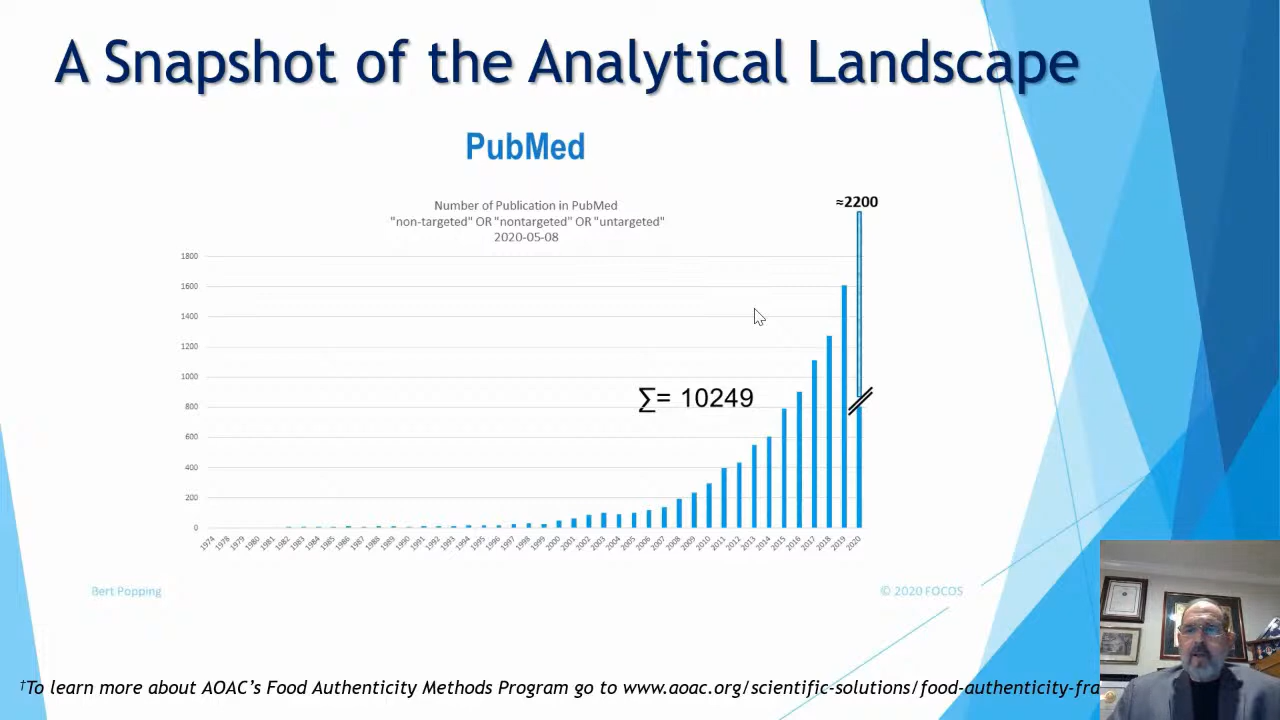 A Snapshot of the Analytical Landscape
PubMed
Number of Publication in PubMed
"non-targeted" OR "nontargeted" OR "untargeted"
2020-05-08
≈2200
1800
1600
1400
1200
1000
800
600
400
200
0
∑= 10249
1974 1978 1979 1980 1981 1982 1983 1984 1985 1986 1987 1988 1989 1990 1991 1992 1993 1994 1995 1996 1997 1998 1999 2000 2001 2002 2003 2004 2005 2006 2007 2008 2009 2010 2011 2012 2013 2014 2015 2016 2017 2018 2019 2020
Bert Popping
© 2020 FOCOS
†To learn more about AOAC’s Food Authenticity Methods Program go to www.aoac.org/scientific-solutions/food-authenticity-fra